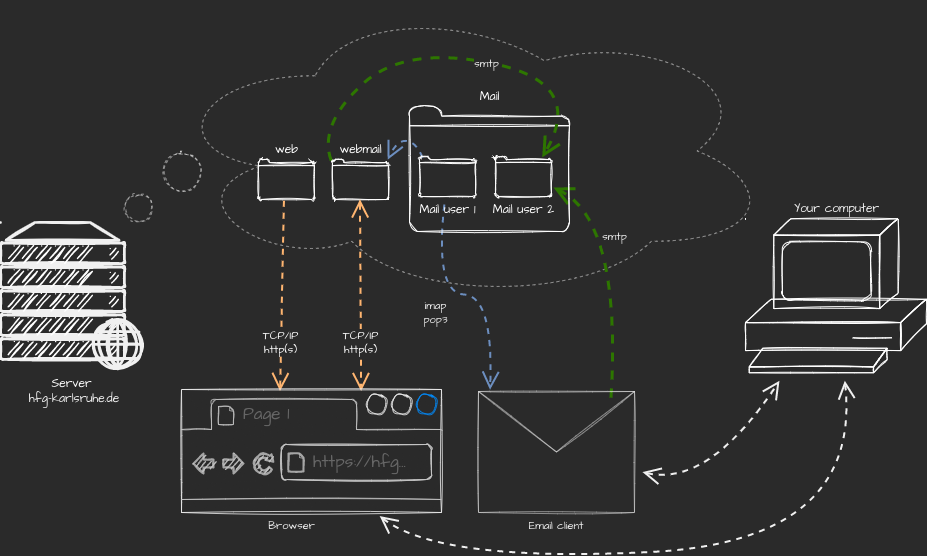 smtp
Mail
web
webmail
Mail user 1
Mail user 2
Your computer
smtp
imap
pop3
TCP/IP
http(s)
TCP/IP
http(s)
Server
hfg-karlsruhe.de
Page 1
https://hfg...
Browser
Email client